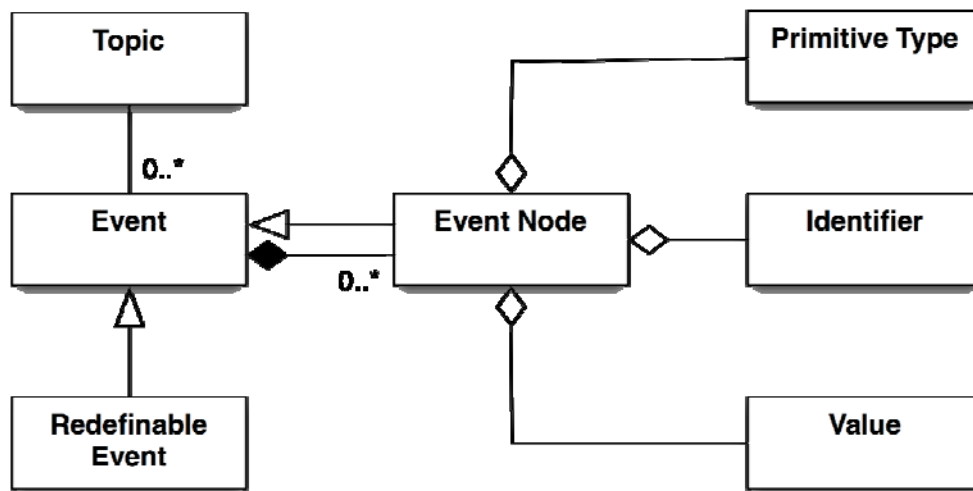 Topic
Primitive Type
0..*
Event
Event Node
Identifier
0..*
Redefinable
Event
Value